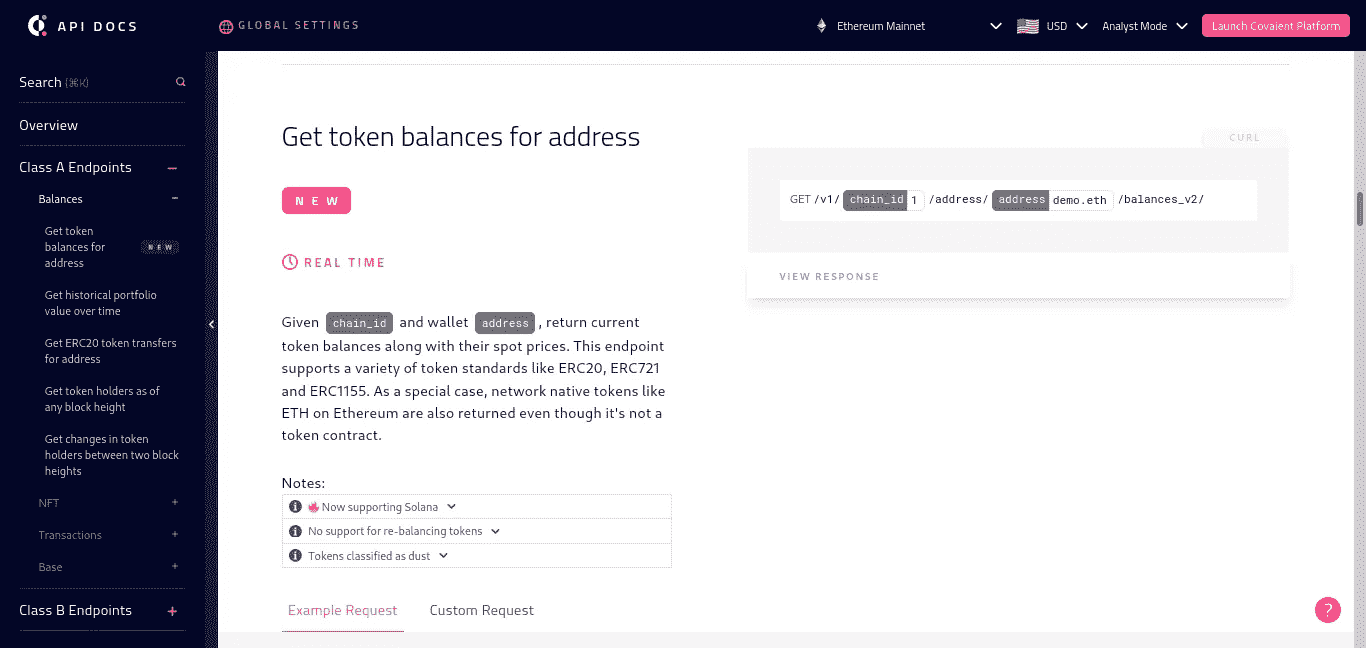 API DOCS
GLOBAL SETTINGS
Ethereum Mainnet
USD
Analyst Mode
Launch Covalent Platform
Search (⌘K)
Overview
Class A Endpoints
Balances
Get token
balances for
address
NEW
Get historical portfolio
value over time
Get ERC20 token transfers
for address
Get token holders as of
any block height
Get changes in token
holders between two block
heights
NFT
Transactions
Base
Class B Endpoints
Get token balances for address
NEW
REAL TIME
Given chain_id and wallet address , return current
token balances along with their spot prices. This endpoint
supports a variety of token standards like ERC20, ERC721
and ERC1155. As a special case, network native tokens like
ETH on Ethereum are also returned even though it's not a
token contract.
Notes:
🔥 Now supporting Solana
No support for re-balancing tokens
Tokens classified as dust
Example Request
Custom Request
CURL
GET /v1/ chain_id 1 /address/ address demo.eth /balances_v2/
VIEW RESPONSE
?